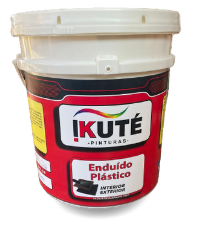 IKUTÉ
-PINTURAS-
Enduído
Plástico
INTERIOR
EXTERIOR